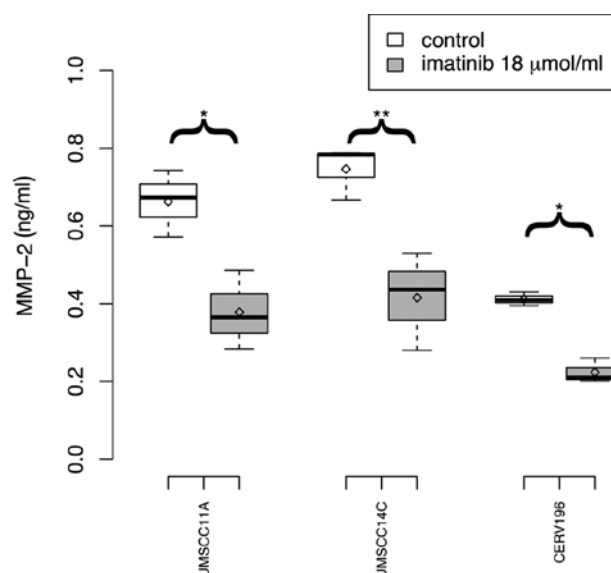 control
imatinib 18 μmol/ml
1.0
0.8
0.6
0.4
0.2
0.0
MMP-2 (ng/ml)
*
**
*
JMSCC11A
JMSCC14C
CERV196